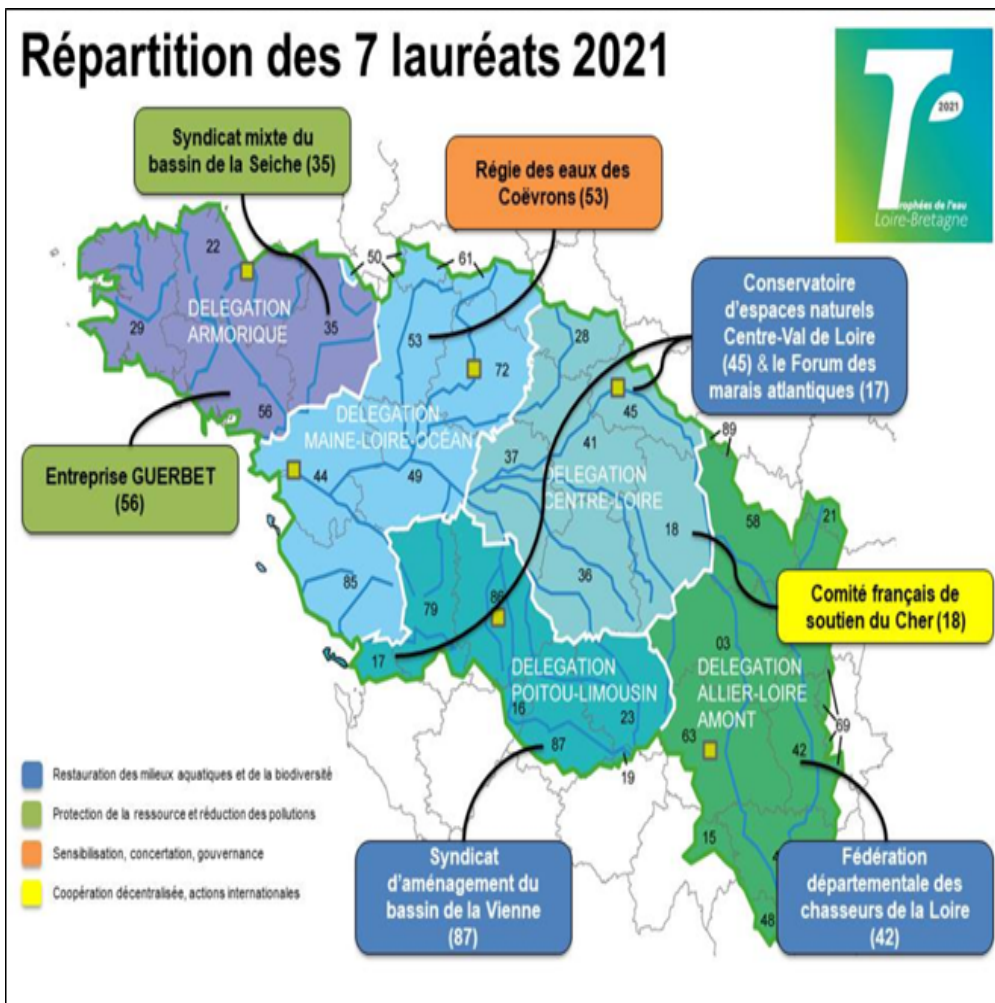 Répartition des 7 lauréats 2021
2021
Trophées de l'eau
Loire-Bretagne
Syndicat mixte du
bassin de la Seiche (35)
Régie des eaux des
Coëvrons (53)
Conservatoire
d'espaces naturels
Centre-Val de Loire
(45) & le Forum des
marais atlantiques (17)
Entreprise GUERBET
(56)
Comité français de
soutien du Cher (18)
Syndicat
d'aménagement du
bassin de la Vienne
(87)
Fédération
départementale des
chasseurs de la Loire
(42)
DELEGATION
ARMORIQUE
22
29
35
56
DELEGATION
MAINE-LOIRE-OCÉAN
50
61
53
72
44
49
85
DELEGATION
CENTRE-LOIRE
28
45
41
37
18
36
DELEGATION
POITOU-LIMOUSIN
79
86
17
16
87
23
19
DELEGATION
ALLIER-LOIRE
AMONT
89
58
21
03
63
42
69
15
48
Restauration des milieux aquatiques et de la biodiversité
Protection de la ressource et réduction des pollutions
Sensibilisation, concertation, gouvernance
Coopération décentralisée, actions internationales